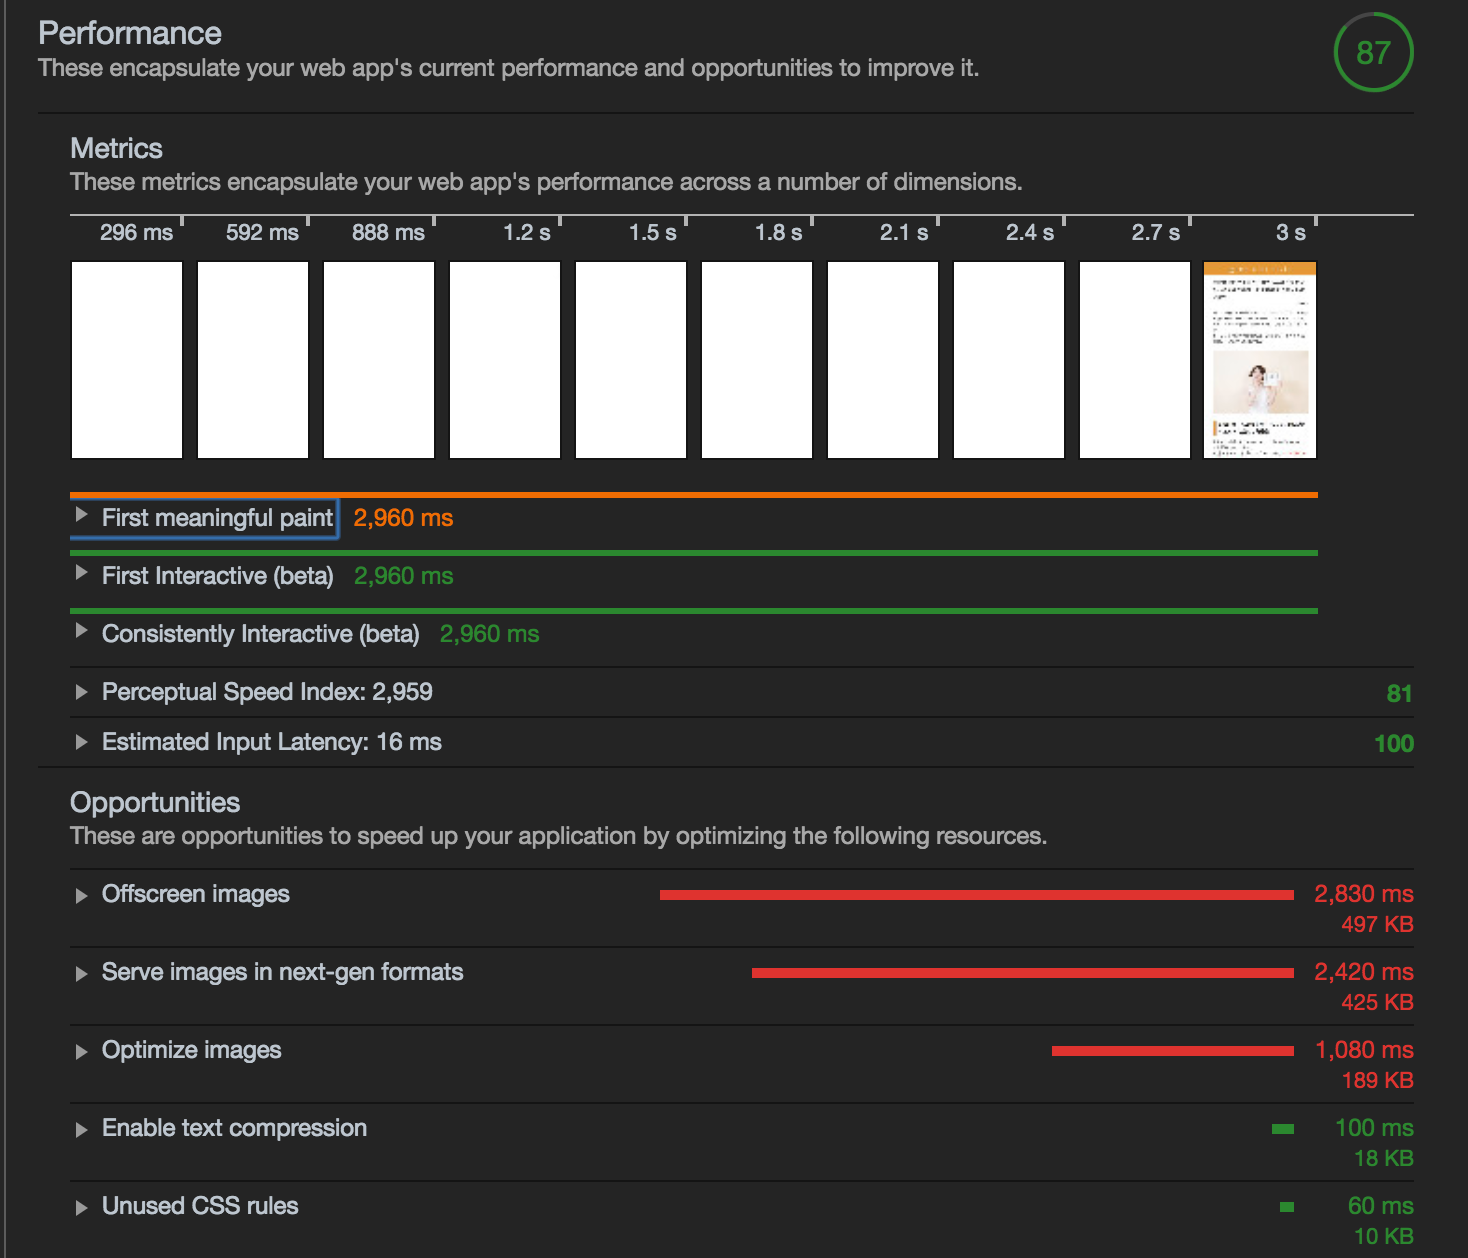 Performance
These encapsulate your web app's current performance and opportunities to improve it.
87
Metrics
These metrics encapsulate your web app's performance across a number of dimensions.
296 ms 592 ms 888 ms 1.2 s 1.5 s 1.8 s 2.1 s 2.4 s 2.7 s 3 s
First meaningful paint 2,960 ms
First Interactive (beta) 2,960 ms
Consistently Interactive (beta) 2,960 ms
Perceptual Speed Index: 2,959 81
Estimated Input Latency: 16 ms 100
Opportunities
These are opportunities to speed up your application by optimizing the following resources.
Offscreen images 2,830 ms
497 KB
Serve images in next-gen formats 2,420 ms
425 KB
Optimize images 1,080 ms
189 KB
Enable text compression 100 ms
18 KB
Unused CSS rules 60 ms
10 KB